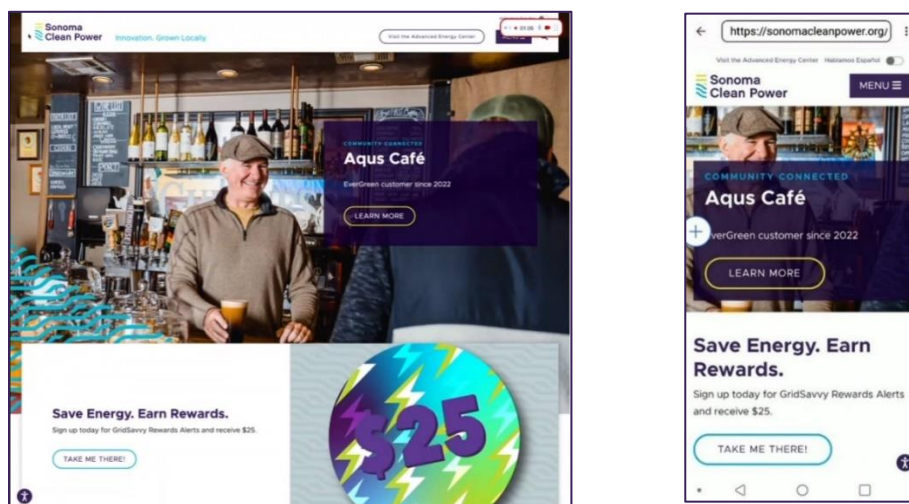 Sonoma
Clean Power
Innovation. Grown Locally.
Visit the Advanced Energy Center
MENU
COMMUNITY CONNECTED
Aqus Café
EverGreen customer since 2022
LEARN MORE
Save Energy. Earn Rewards.
Sign up today for GridSavvy Rewards Alerts and receive $25.
TAKE ME THERE!
$25
https://sonomacleanpower.org/
Visit the Advanced Energy Center Hablamos Español
Sonoma
Clean Power
MENU
COMMUNITY CONNECTED
Aqus Café
verGreen customer since 2022
LEARN MORE
Save Energy. Earn
Rewards.
Sign up today for GridSavvy Rewards Alerts
and receive $25.
TAKE ME THERE!